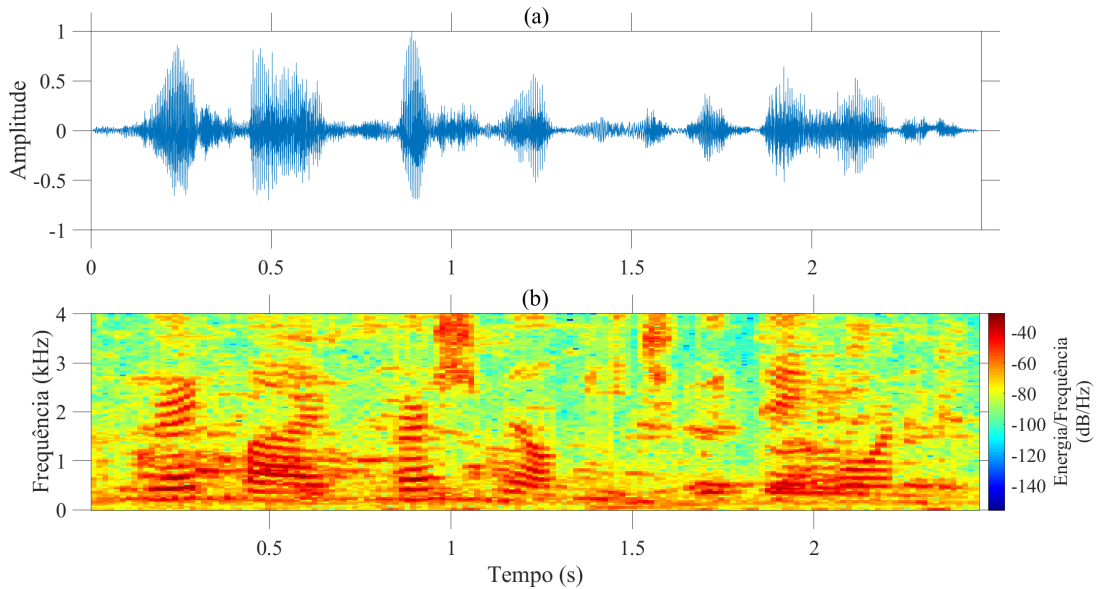 (a)
1
0.5
0
-0.5
-1
Amplitude
0 0.5 1 1.5 2
(b)
4
3
2
1
0
Frequência (kHz)
0.5 1 1.5 2
Tempo (s)
-40
-60
-80
-100
-120
-140
Energia/Frequência
(dB/Hz)